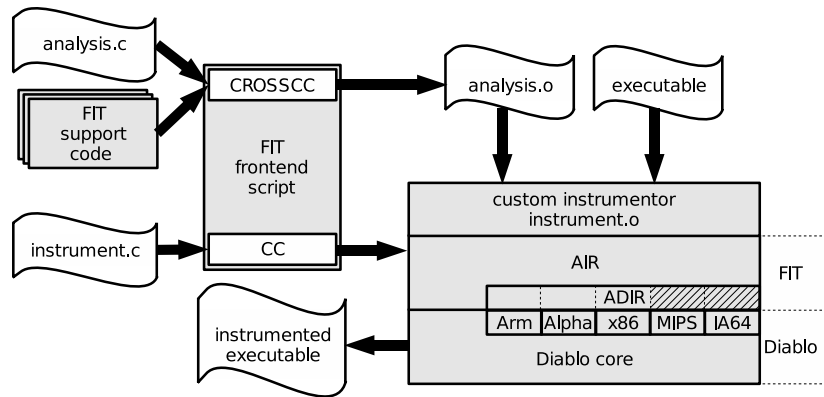 analysis.c
CROSSCC
analysis.o
executable
FIT
support
code
FIT
frontend
script
custom instrumentor
instrument.o
instrument.c
CC
AIR
FIT
ADIR
instrumented
executable
Arm
Alpha
x86
MIPS
IA64
Diablo core
Diablo